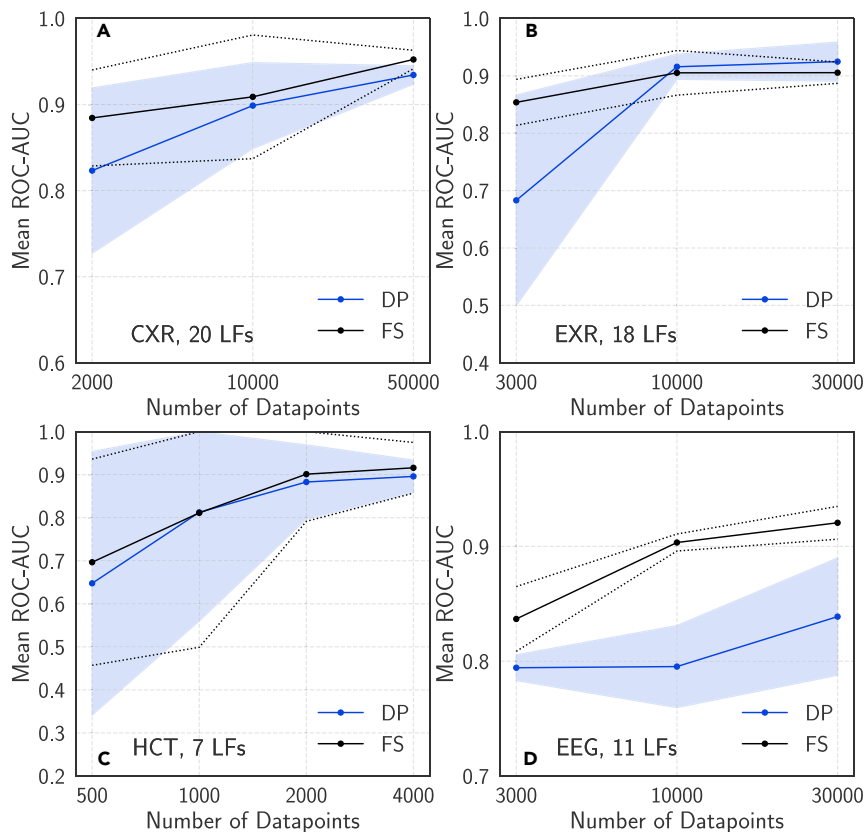 A
1.0
0.9
0.8
0.7
0.6
Mean ROC-AUC
DP
FS
CXR, 20 LFs
2000 10000 50000
Number of Datapoints
B
1.0
0.9
0.8
0.7
0.6
0.5
0.4
Mean ROC-AUC
DP
FS
EXR, 18 LFs
3000 10000 30000
Number of Datapoints
1.0
0.9
0.8
0.7
0.6
0.5
0.4
0.3
0.2
Mean ROC-AUC
DP
FS
C HCT, 7 LFs
500 1000 2000 4000
Number of Datapoints
1.0
0.9
0.8
0.7
Mean ROC-AUC
DP
FS
D EEG, 11 LFs
3000 10000 30000
Number of Datapoints